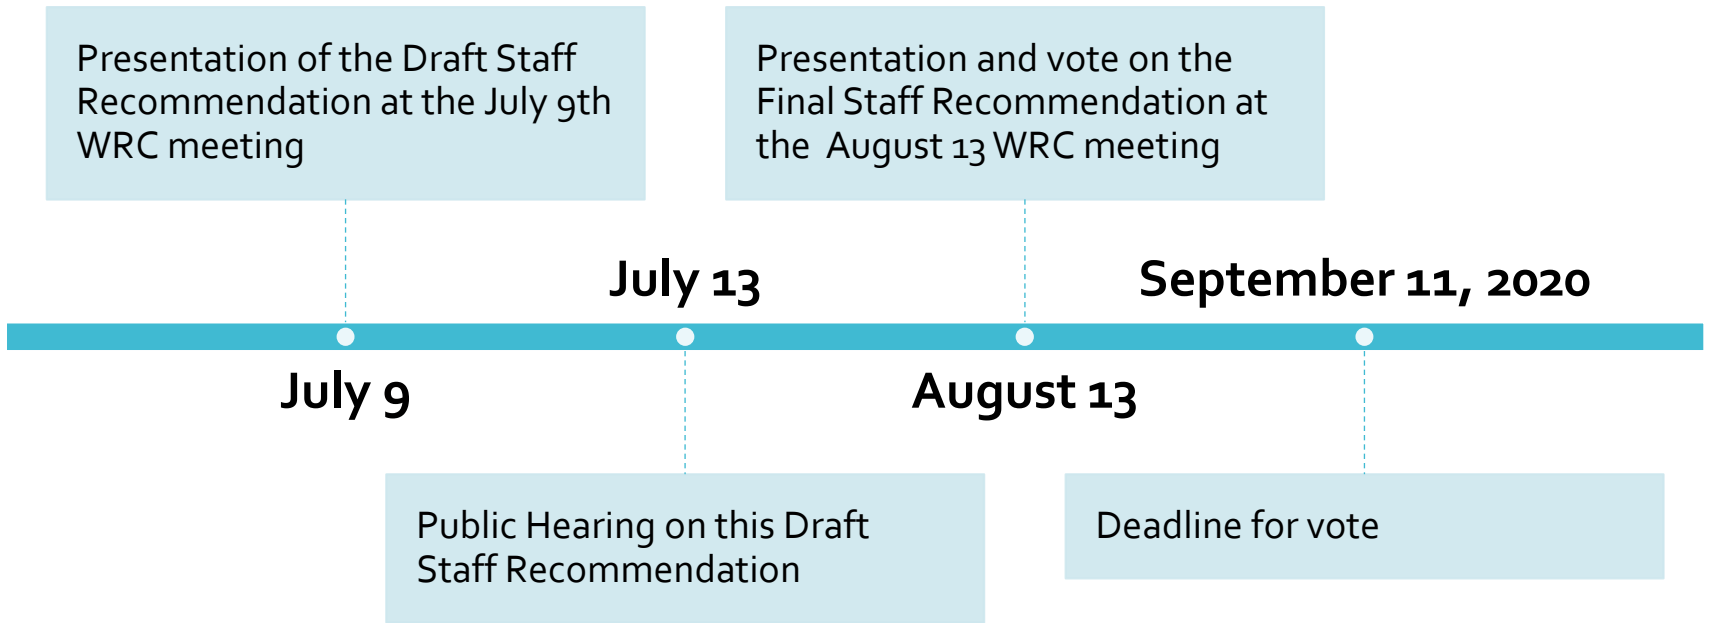 Presentation of the Draft Staff
Recommendation at the July 9th
WRC meeting
Presentation and vote on the
Final Staff Recommendation at
the  August 13 WRC meeting
July 13
September 11, 2020
July 9
August 13
Public Hearing on this Draft
Staff Recommendation
Deadline for vote